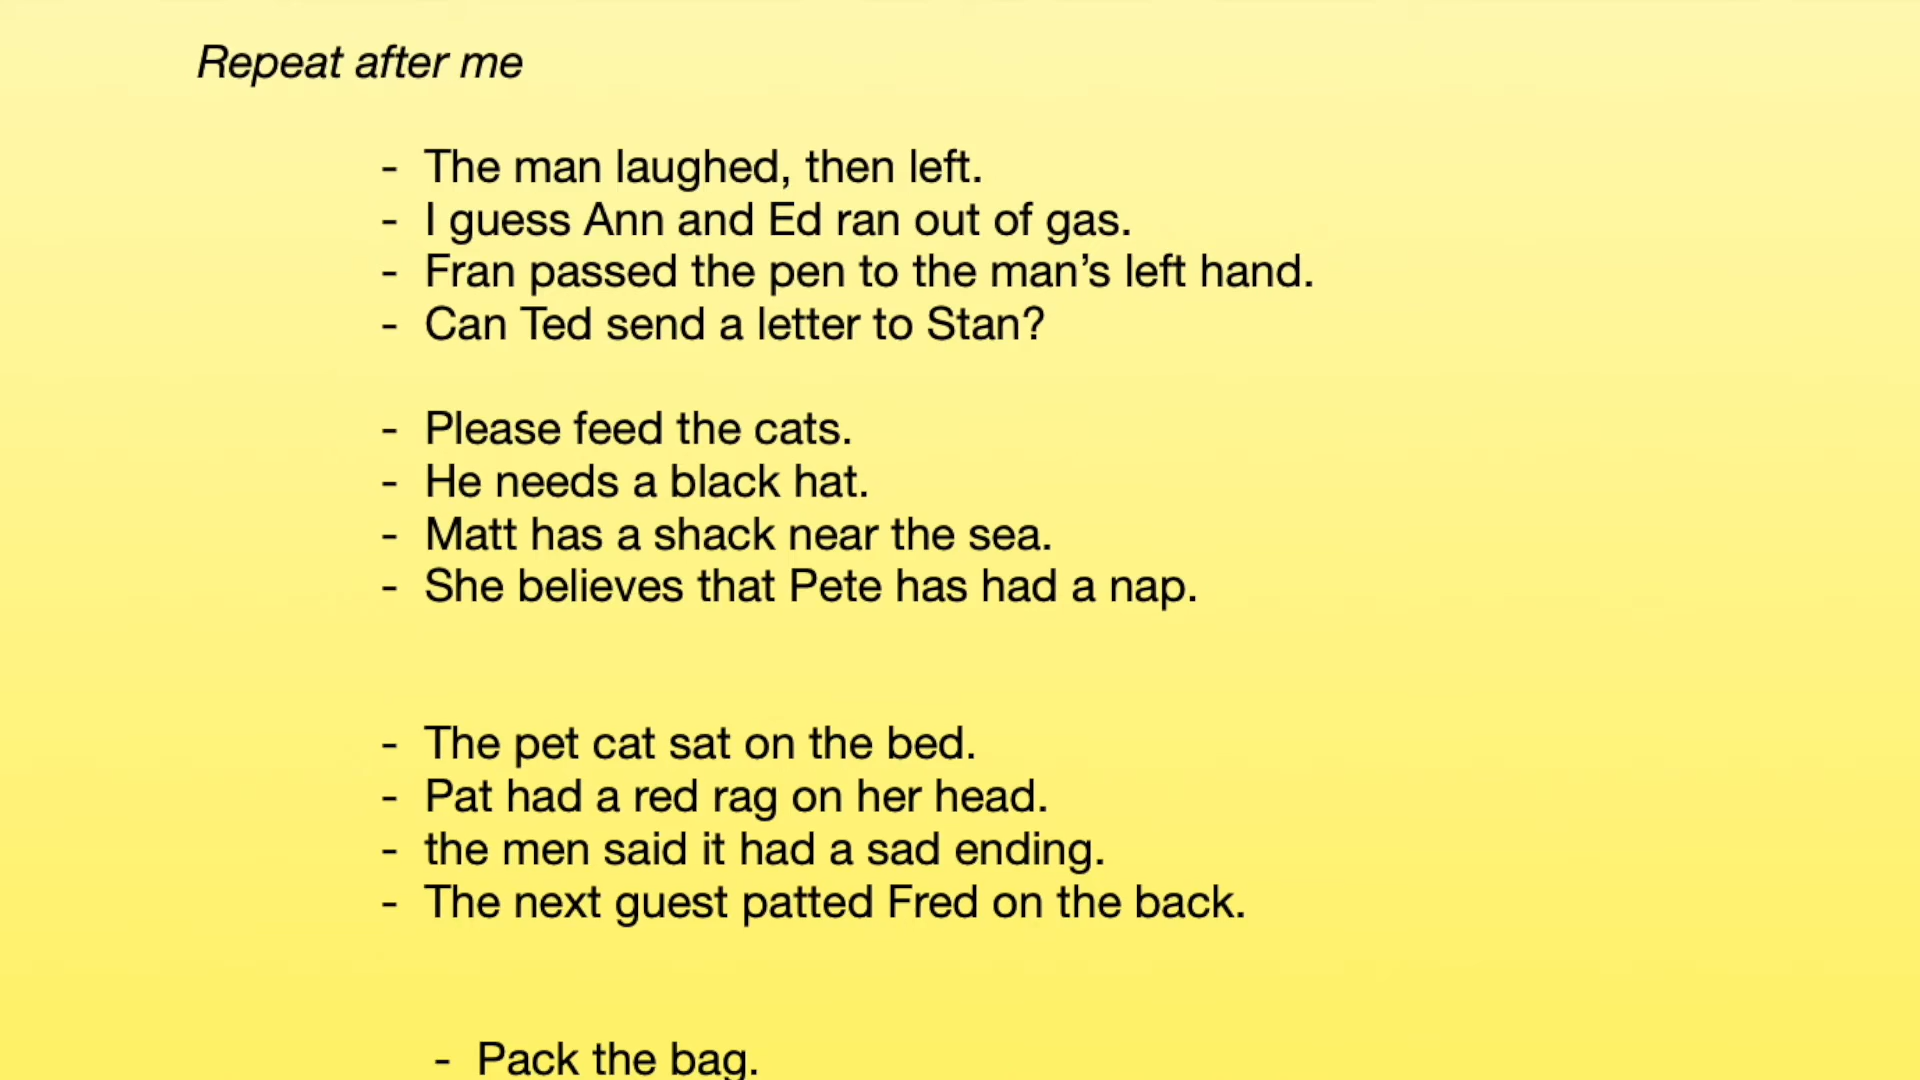 Repeat after me
- The man laughed, then left.
- I guess Ann and Ed ran out of gas.
- Fran passed the pen to the man’s left hand.
- Can Ted send a letter to Stan?
- Please feed the cats.
- He needs a black hat.
- Matt has a shack near the sea.
- She believes that Pete has had a nap.
- The pet cat sat on the bed.
- Pat had a red rag on her head.
- the men said it had a sad ending.
- The next guest patted Fred on the back.
- Pack the bag.